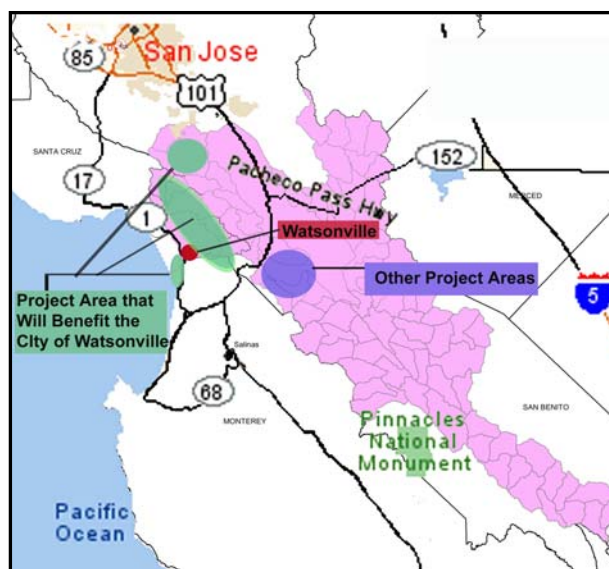 85
San Jose
101
SANTA CRUZ
17
Pacheco Pass Hwy
152
MERCED
1
Watsonville
Other Project Areas
Project Area that
Will Benefit the
CIty of Watsonville
5
Salinas
68
MONTEREY
SAN BENITO
Pinnacles
National
Monument
Pacific
Ocean